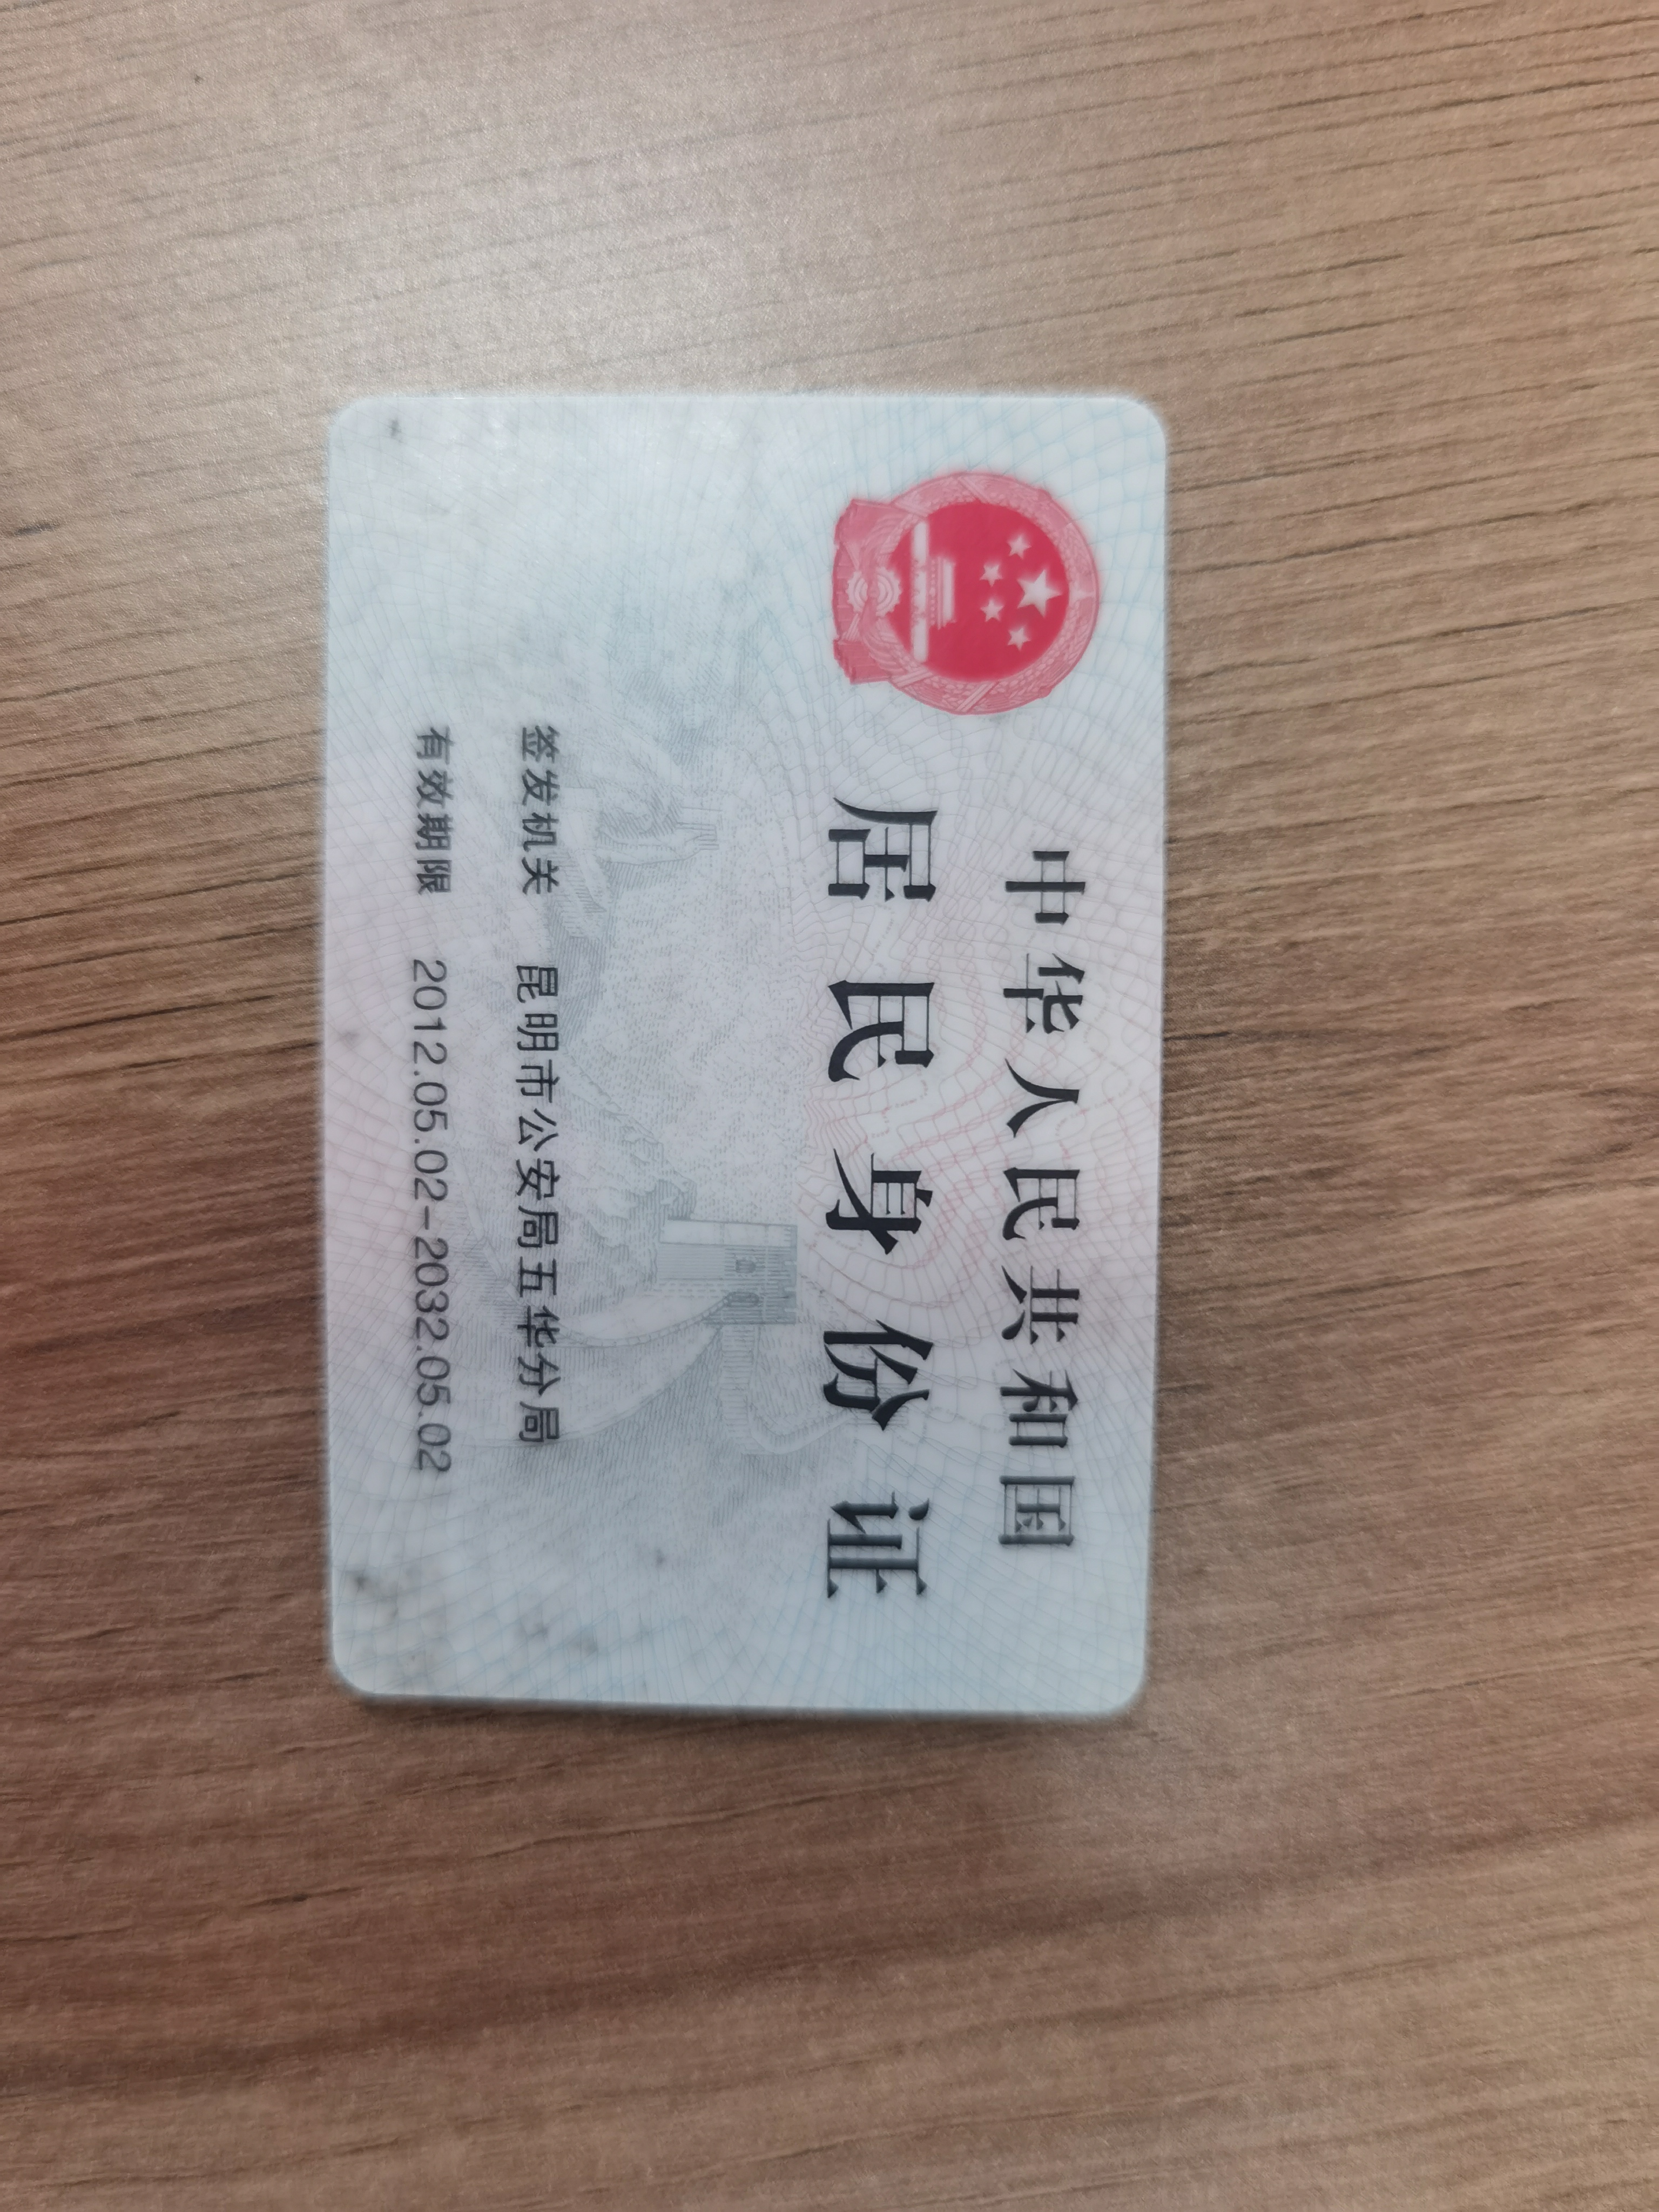 中华人民共和国
居民身份证
签发机关 昆明市公安局五华分局
有效期限 2012.05.02-2032.05.02